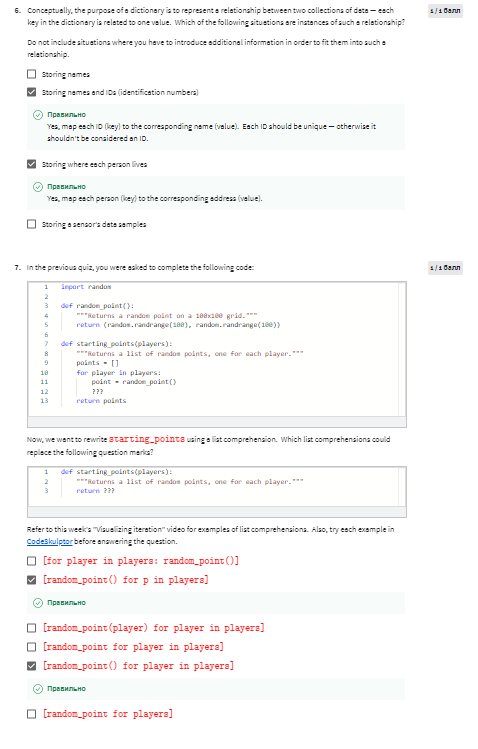 6. Conceptually, the purpose of a dictionary is to represent a relationship between two collections of data — each
key in the dictionary is related to one value. Which of the following situations are instances of such a relationship?
1 / 1 балл
Do not include situations where you have to introduce additional information in order to fit them into such a
relationship.
Storing names
Storing names and IDs (identification numbers)
Правильно
Yes, map each ID (key) to the corresponding name (value). Each ID should be unique — otherwise it
shouldn't be considered an ID.
Storing where each person lives
Правильно
Yes, map each person (key) to the corresponding address (value).
Storing a sensor's data samples
7. In the previous quiz, you were asked to complete the following code:
1 / 1 балл
1 import random
2
3 def random_point():
4 """Returns a random point on a 100x100 grid."""
5 return (random.randrange(100), random.randrange(100))
6
7 def starting_points(players):
8 """Returns a list of random points, one for each player."""
9 points = []
10 for player in players:
11 point = random_point()
12 ???
13 return points
Now, we want to rewrite starting_points using a list comprehension. Which list comprehensions could
replace the following question marks?
1 def starting_points(players):
2 """Returns a list of random points, one for each player."""
3 return ???
Refer to this week's "Visualizing iteration" video for examples of list comprehensions. Also, try each example in
CodeSkulptor before answering the question.
[for player in players: random_point()]
[random_point() for p in players]
Правильно
[random_point(player) for player in players]
[random_point for player in players]
[random_point() for player in players]
Правильно
[random_point for players]